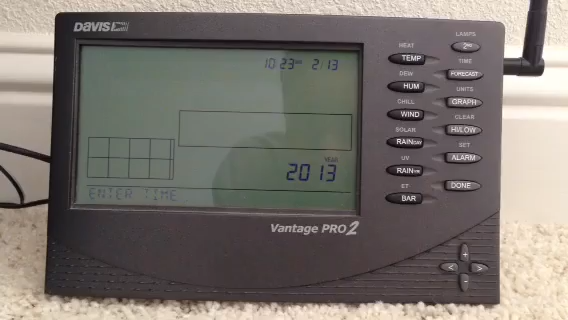 DAVIS
10:23am 2/13
YEAR
2013
ENTER TIME
Vantage PRO2
HEAT
TEMP
DEW
HUM
CHILL
WIND
SOLAR
RAINDAY
UV
RAINYR
ET
BAR
LAMPS
2ND
TIME
FORECAST
UNITS
GRAPH
CLEAR
HI/LOW
SET
ALARM
DONE
+
< >
-